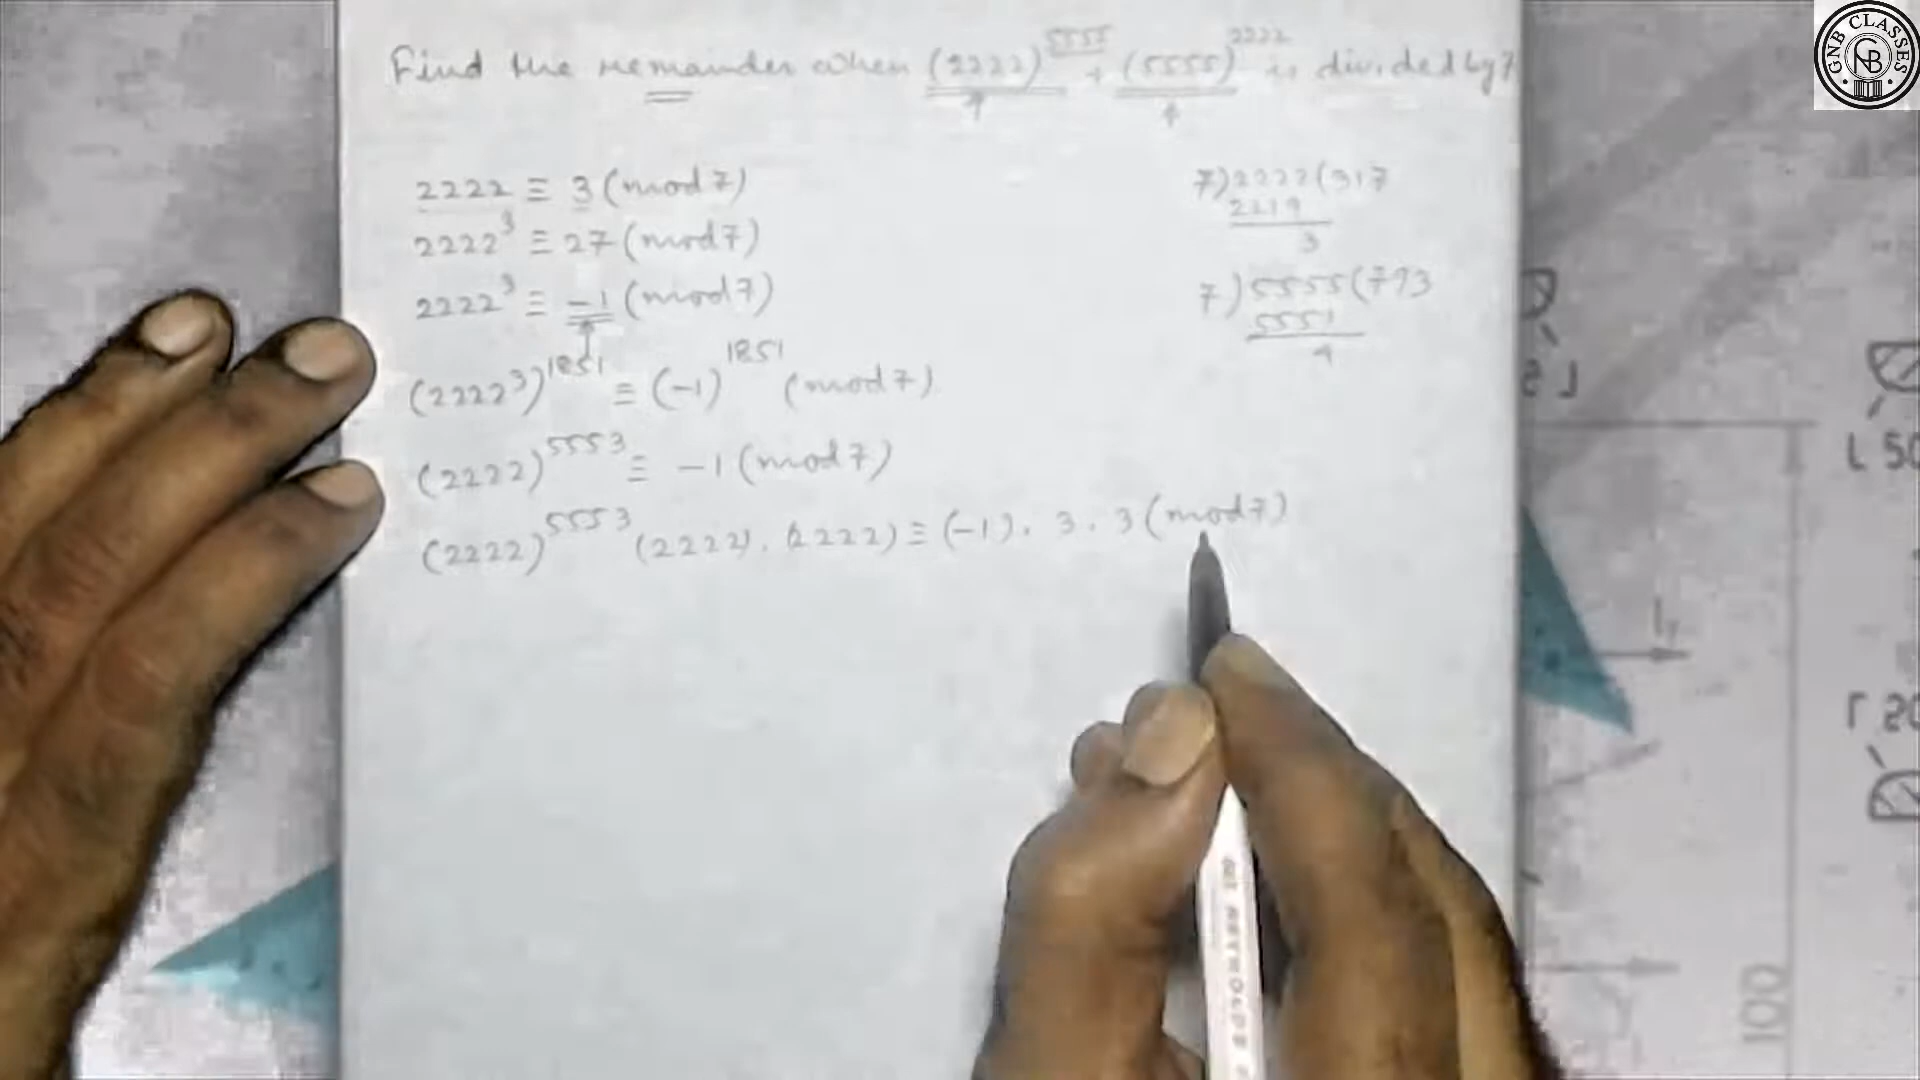 Find the remainder when (2222)^5555 + (5555)^2222 is divided by 7
2222 ≡ 3 (mod 7)
2222^3 ≡ 27 (mod 7)
2222^3 ≡ -1 (mod 7)
(2222^3)^1851 ≡ (-1)^1851 (mod 7)
(2222)^5553 ≡ -1 (mod 7)
(2222)^5553 (2222). (2222) ≡ (-1). 3. 3 (mod 7)
7)2222(317
2219
3
7)5555(793
5551
4
GNB CLASSES
GNB
100